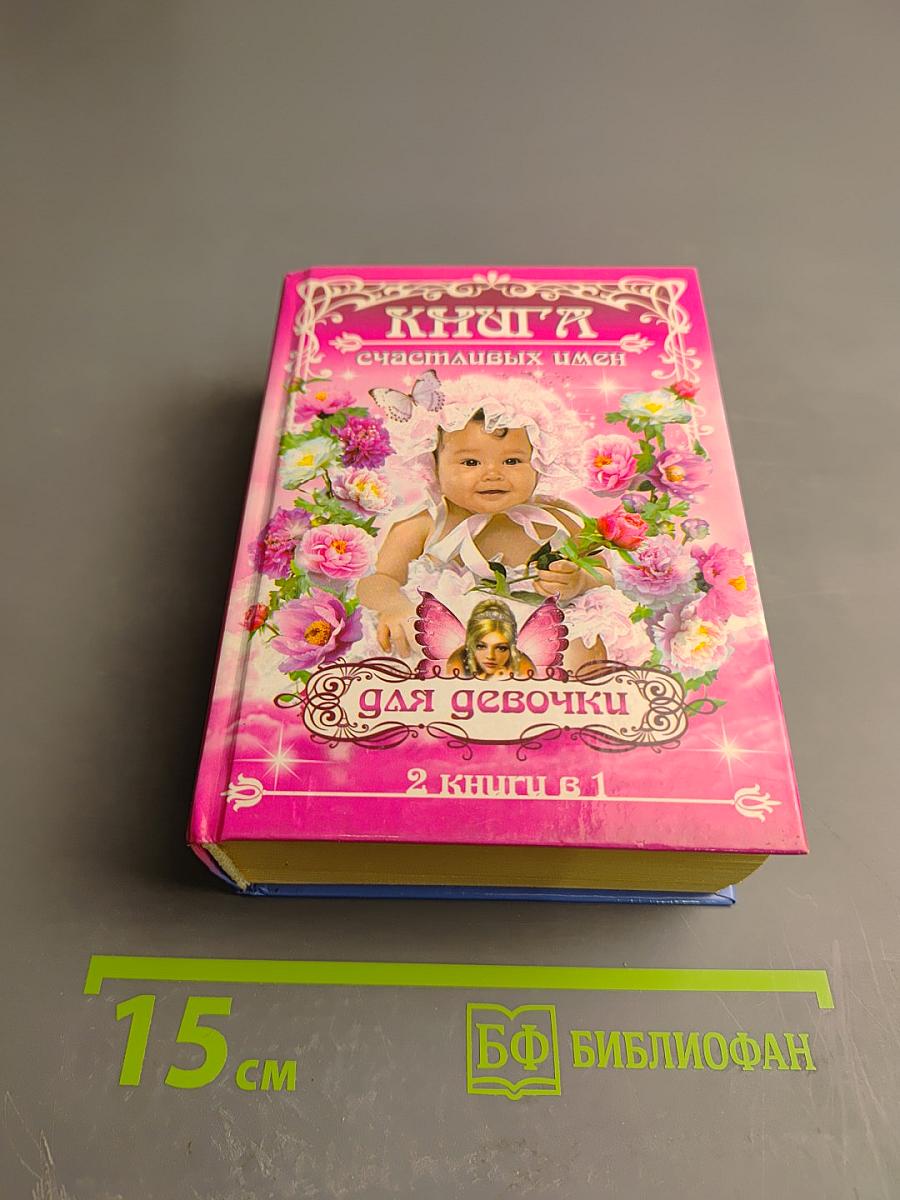 КНИГА
счастливых имен
для девочки
2 книги в 1
15 см
БФ БИБЛИОФАН